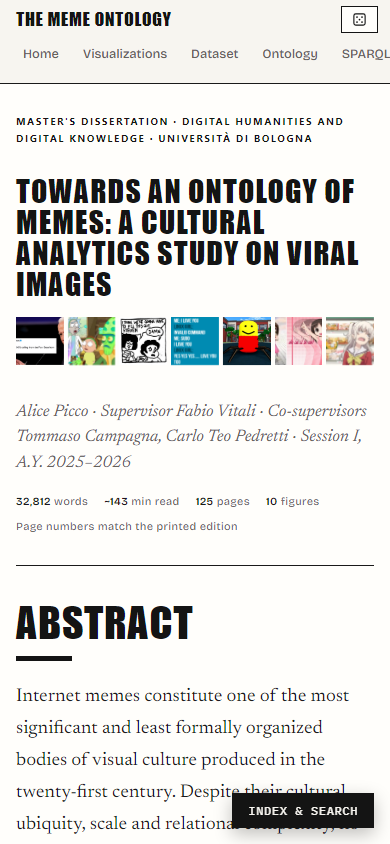 THE MEME ONTOLOGY
Home Visualizations Dataset Ontology SPARQL
MASTER'S DISSERTATION · DIGITAL HUMANITIES AND
DIGITAL KNOWLEDGE · UNIVERSITÀ DI BOLOGNA
TOWARDS AN ONTOLOGY OF
MEMES: A CULTURAL
ANALYTICS STUDY ON VIRAL
IMAGES
Alice Picco · Supervisor Fabio Vitali · Co-supervisors
Tommaso Campagna, Carlo Teo Pedretti · Session I,
A.Y. 2025–2026
32,812 words ~143 min read 125 pages 10 figures
Page numbers match the printed edition
ABSTRACT
Internet memes constitute one of the most
significant and least formally organized
bodies of visual culture produced in the
twenty-first century. Despite their cultural
ubiquity, scale and relational complexity,
INDEX & SEARCH